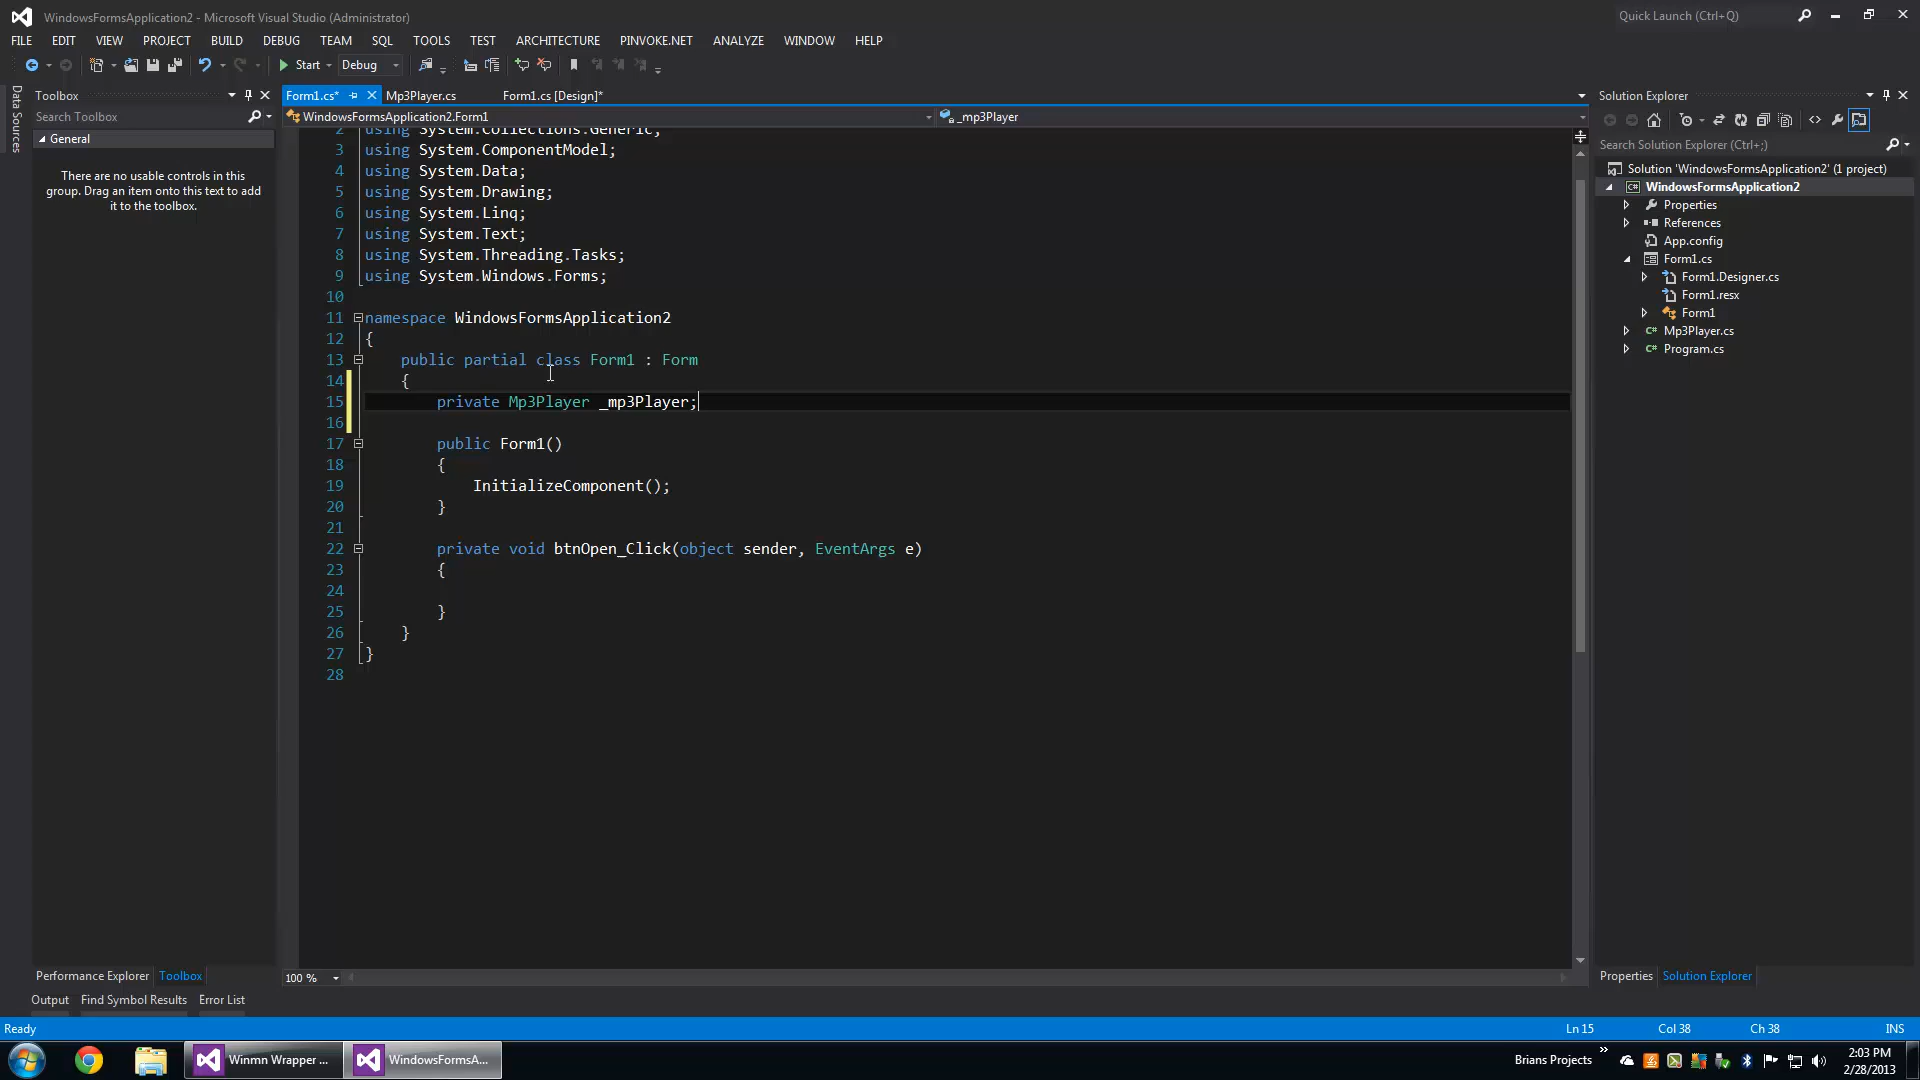 WindowsFormsApplication2 - Microsoft Visual Studio (Administrator)
Quick Launch (Ctrl+Q)
FILE EDIT VIEW PROJECT BUILD DEBUG TEAM SQL TOOLS TEST ARCHITECTURE PINVOKE.NET ANALYZE WINDOW HELP
Start Debug
Data Sources
Toolbox
Search Toolbox
General
There are no usable controls in this
group. Drag an item onto this text to add
it to the toolbox.
Form1.cs* Mp3Player.cs Form1.cs [Design]*
WindowsFormsApplication2.Form1 _mp3Player
2 using System.Collections.Generic;
3 using System.ComponentModel;
4 using System.Data;
5 using System.Drawing;
6 using System.Linq;
7 using System.Text;
8 using System.Threading.Tasks;
9 using System.Windows.Forms;
10
11 namespace WindowsFormsApplication2
12 {
13 public partial class Form1 : Form
14 {
15 private Mp3Player _mp3Player;
16
17 public Form1()
18 {
19 InitializeComponent();
20 }
21
22 private void btnOpen_Click(object sender, EventArgs e)
23 {
24
25 }
26 }
27 }
28
100 %
Solution Explorer
Search Solution Explorer (Ctrl+;)
Solution 'WindowsFormsApplication2' (1 project)
C# WindowsFormsApplication2
Properties
References
App.config
Form1.cs
Form1.Designer.cs
Form1.resx
Form1
C# Mp3Player.cs
C# Program.cs
Performance Explorer Toolbox
Properties Solution Explorer
Output Find Symbol Results Error List
Ready Ln 15 Col 38 Ch 38 INS
Winmn Wrapper ... WindowsFormsA...
Brians Projects
2:03 PM
2/28/2013